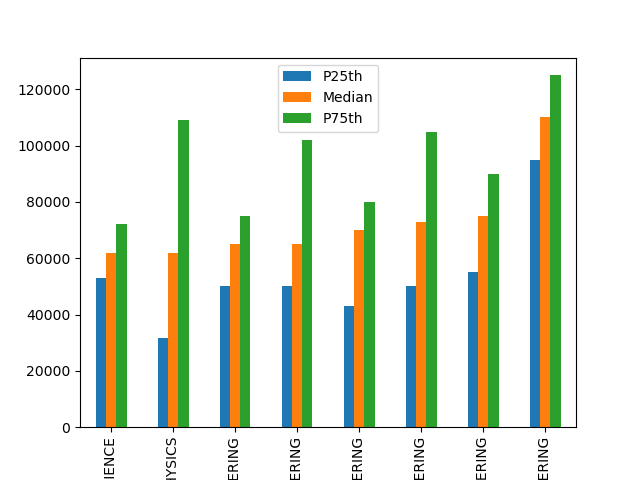 120000
100000
80000
60000
40000
20000
0
P25th
Median
P75th
IENCE
IYSICS
ERING
ERING
ERING
ERING
ERING
ERING